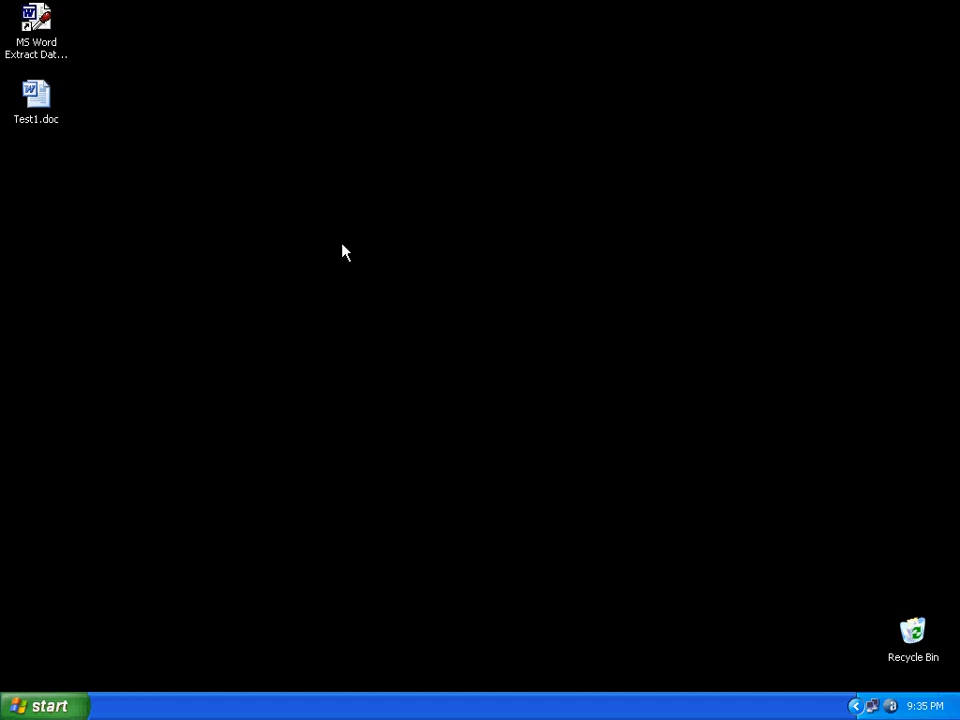 MS Word
Extract Dat...
Test1.doc
Recycle Bin
start
9:35 PM